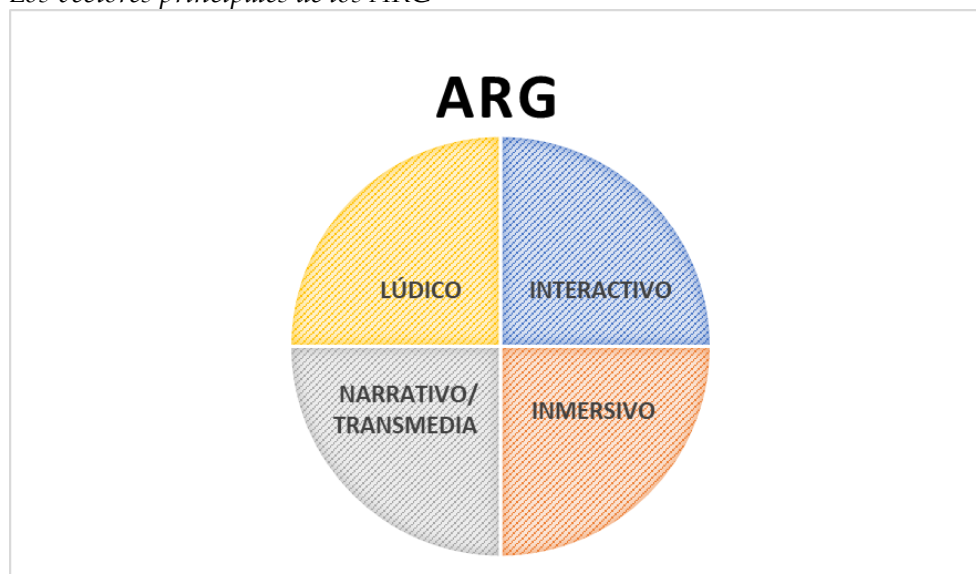 Los vectores principales de los ARG
ARG
LÚDICO
INTERACTIVO
NARRATIVO/
TRANSMEDIA
INMERSIVO